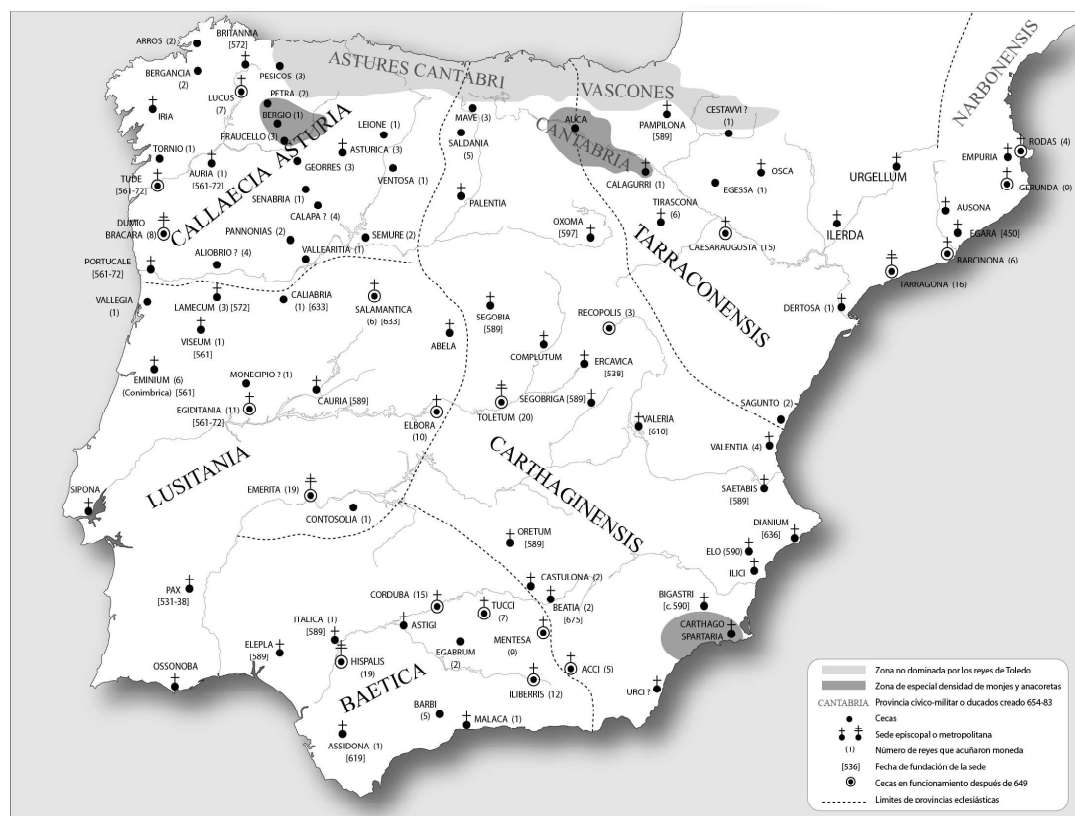 ARROS (2)
BRITANNIA
[572]
BERGANCIA
(2)
PESICOS (3)
LUCUS
(7)
PETRA (2)
IRIA
BERGIO (1)
FRAUCELLO (3)
LEIONE (1)
ASTURICA (3)
TORNIO (1)
AURIA (1)
[561-72]
GEORRES (3)
VENTOSA (1)
TUDE
[561-72]
SENABRIA (1)
CALAPA ? (4)
DUMIO
BRACARA (8)
PANNONIAS (2)
SEMURE (2)
VALLEARITIA (1)
ALIOBRIO ? (4)
PORTUCALE
[561-72]
CALLAECIA
ASTURIA
ASTURES CANTABRI
VASCONES
MAVE (3)
SALDANIA
(5)
PALENTIA
AUCA
CANTABRIA
PAMPILONA
[589]
CESTAVVI ?
(1)
CALAGURRI (1)
EGESSA (1)
OSCA
TIRASCONA
(6)
OXOMA
[597]
CAESARAUGUSTA (15)
URGELLUM
ILERDA
NARBONENSIS
RODAS (4)
EMPURIA
GERUNDA (9)
AUSONA
EGARA [450]
BARCINONA (6)
TARRAGONA (16)
DERTOSA (1)
TARRACONENSIS
VALLEGIA
(1)
LAMECUM (3) [572]
CALIABRIA
(1) [633]
SALAMANTICA
(6) [633]
VISEUM (1)
[561]
SEGOBIA
[589]
ABELA
RECOPOLIS (3)
COMPLUTUM
ERCAVICA
EMINIUM (6)
(Conimbrica) [561]
MONECIPIO ? (1)
CAURIA [589]
EGIDITANIA (11)
[561-72]
ELBORA
(10)
TOLETUM (20)
SEGOBRIGA [589]
VALERIA
[610]
SAGUNTO (2)
VALENTIA (4)
LUSITANIA
CARTHAGINENSIS
EMERITA (19)
SIPONA
CONTOSOLIA (1)
SAETABIS
[589]
DIANIUM
[636]
ORETUM
[589]
ELO (590)
ILICI
PAX
[531-38]
CASTULONA (2)
BEATIA (2)
[675]
BIGASTRI
[c.590]
CORDUBA (15)
TUCCI
(7)
ITALICA (1)
[589]
ASTIGI
MENTESA
(9)
CARTHAGO
SPARTARIA
ELEPLA
[589]
HISPALIS
(19)
EGABRUM
(2)
ACCI (5)
OSSONOBA
BAETICA
ILIBERRIS (12)
URCI ?
BARBI
(5)
MALACA (1)
ASSIDONA (1)
[619]
Zona no dominada por los reyes de Toledo
Zona de especial densidad de monjes y anacoretas
CANTABRIA Provincia cívico-militar o ducados creado 654-83
Cecas
Sede episcopal o metropolitana
(1) Número de reyes que acuñaron moneda
[536] Fecha de fundación de la sede
Cecas en funcionamiento después de 649
Limites de provincias eclesiásticas